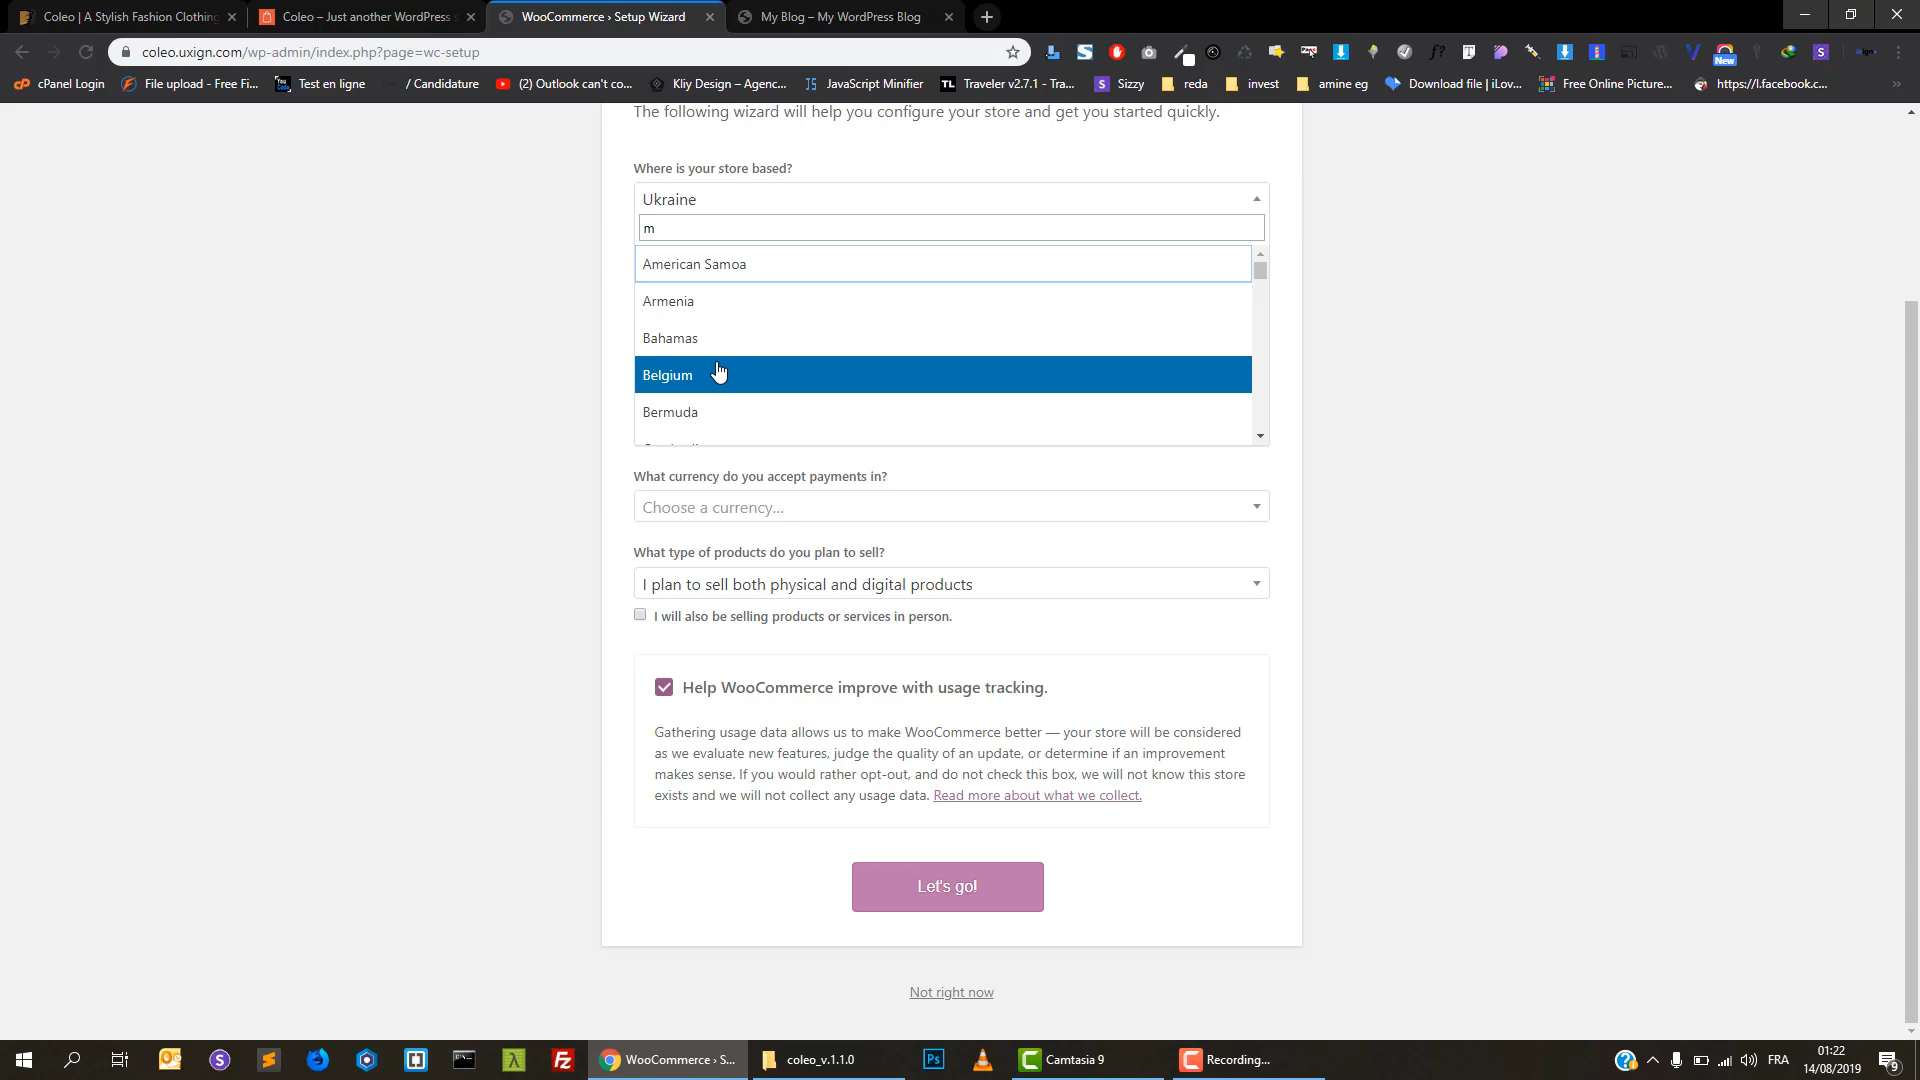 Coleo | A Stylish Fashion Clothing
Coleo – Just another WordPress s
WooCommerce › Setup Wizard
My Blog – My WordPress Blog
coleo.uxign.com/wp-admin/index.php?page=wc-setup
New
cPanel Login
File upload - Free Fi...
Test en ligne
/ Candidature
(2) Outlook can't co...
Kliy Design – Agenc...
JavaScript Minifier
TL Traveler v2.7.1 - Tra...
Sizzy
reda
invest
amine eg
Download file | iLov...
Free Online Picture...
https://l.facebook.c...
The following wizard will help you configure your store and get you started quickly.
Where is your store based?
Ukraine
m
American Samoa
Armenia
Bahamas
Belgium
Bermuda
What currency do you accept payments in?
Choose a currency...
What type of products do you plan to sell?
I plan to sell both physical and digital products
I will also be selling products or services in person.
Help WooCommerce improve with usage tracking.
Gathering usage data allows us to make WooCommerce better — your store will be considered
as we evaluate new features, judge the quality of an update, or determine if an improvement
makes sense. If you would rather opt-out, and do not check this box, we will not know this store
exists and we will not collect any usage data. Read more about what we collect.
Let's go!
Not right now
WooCommerce › S...
coleo_v.1.1.0
Ps
Camtasia 9
Recording...
FRA
01:22
14/08/2019
9